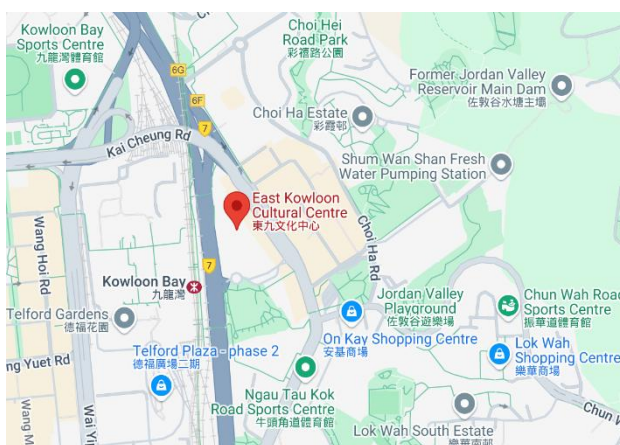 Kowloon Bay
Sports Centre
九龍灣體育館
Choi Hei
Road Park
彩禧路公園
6G
6F
7
Kai Cheung Rd
Former Jordan Valley
Reservoir Main Dam
佐敦谷水塘主壩
Choi Ha Estate
彩霞邨
Shum Wan Shan Fresh
Water Pumping Station
East Kowloon
Cultural Centre
東九文化中心
Choi Ha Rd
Wang Hoi Rd
7
Kowloon Bay
九龍灣
Telford Gardens
德福花園
Jordan Valley
Playground
佐敦谷遊樂場
Chun Wah Road
Sports Centre
振華道體育館
On Kay Shopping Centre
安基商場
Lok Wah
Shopping Centre
樂華商場
ng Yuet Rd
Telford Plaza - phase 2
德福廣場二期
Ngau Tau Kok
Road Sports Centre
牛頭角道體育館
Wai Yip
Lok Wah South Estate
樂華南邨
Chun W
Wang M